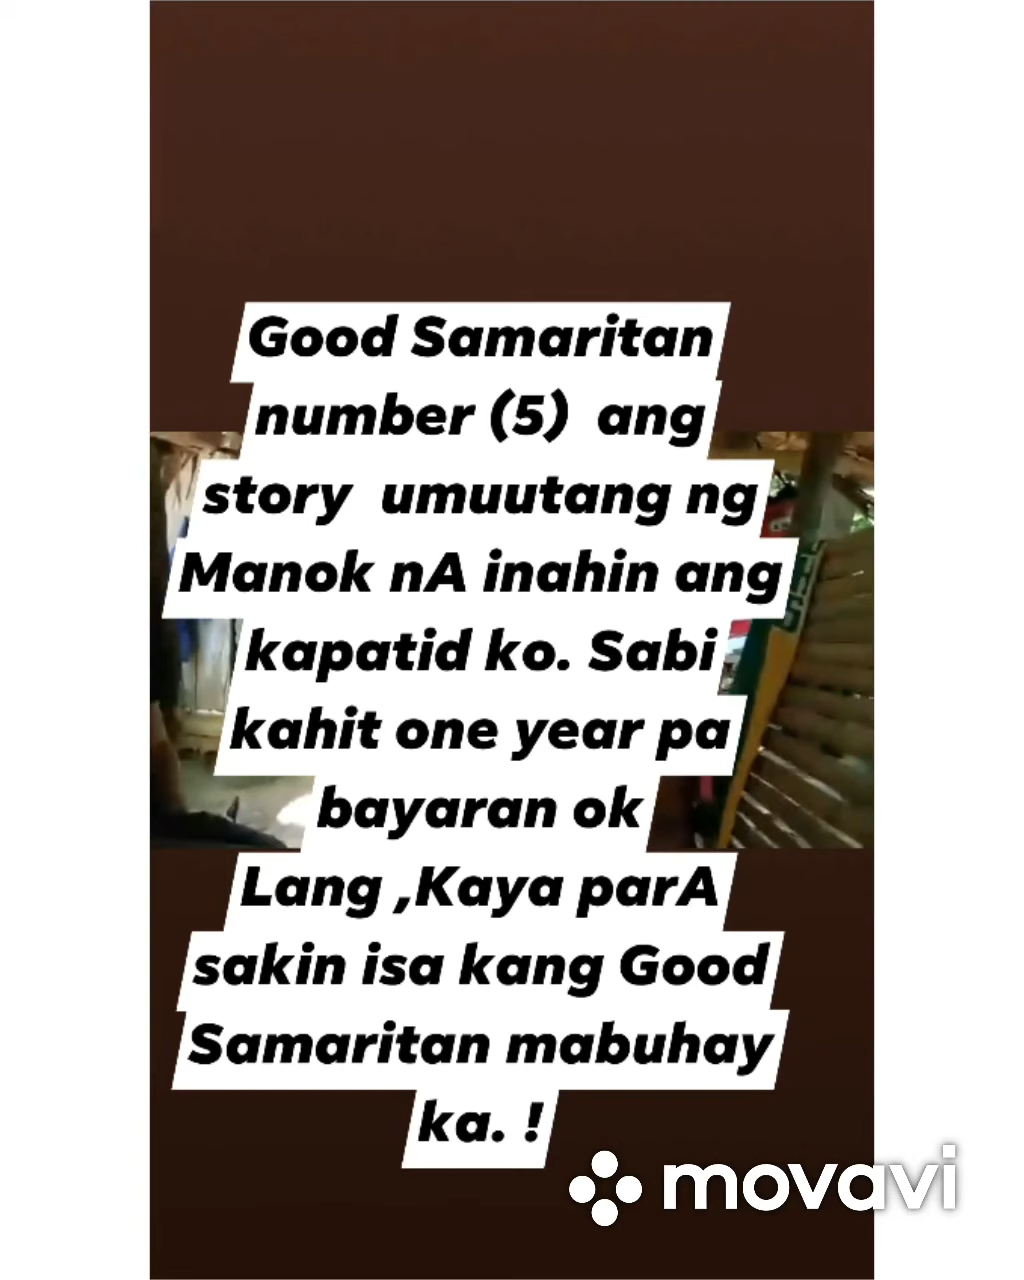 Good Samaritan
number (5) ang
story umuutang ng
Manok nA inahin ang
kapatid ko. Sabi
kahit one year pa
bayaran ok
Lang ,Kaya parA
sakin isa kang Good
Samaritan mabuhay
ka. !
movavi